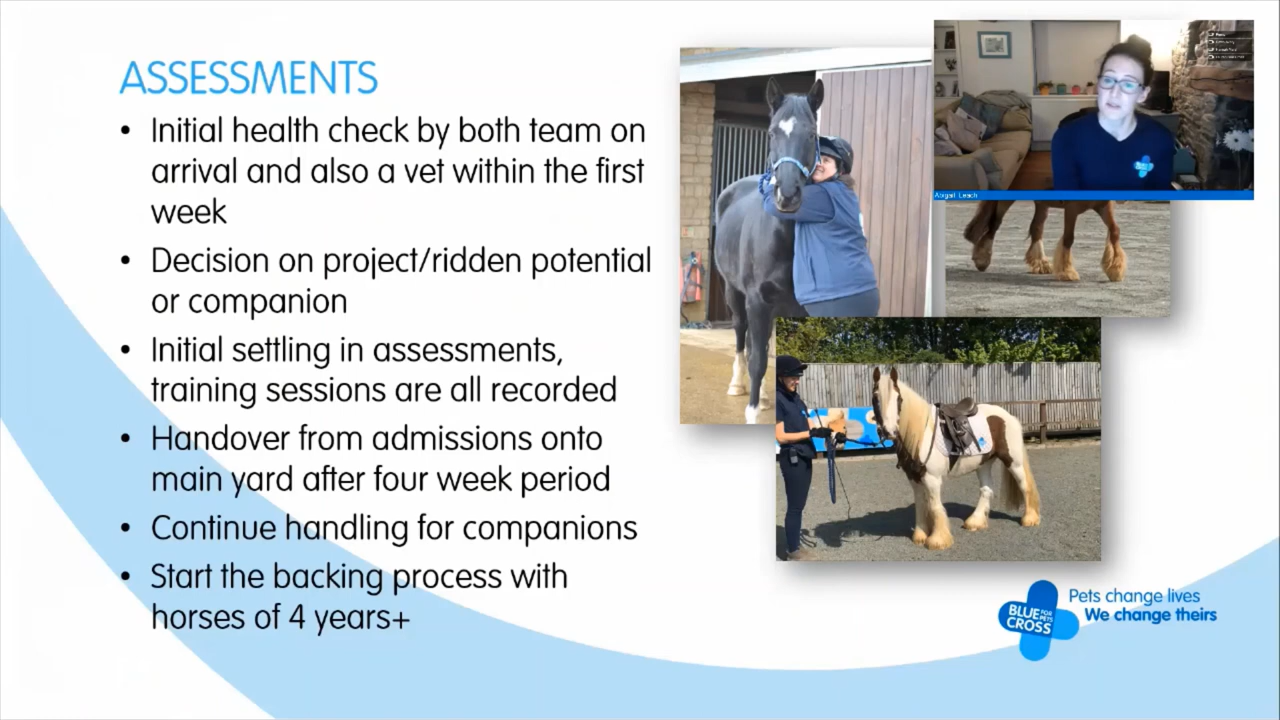 ASSESSMENTS
• Initial health check by both team on
arrival and also a vet within the first
week
• Decision on project/ridden potential
or companion
• Initial settling in assessments,
training sessions are all recorded
• Handover from admissions onto
main yard after four week period
• Continue handling for companions
• Start the backing process with
horses of 4 years+
Abigail Leach
BLUE FOR PETS
CROSS
Pets change lives
We change theirs